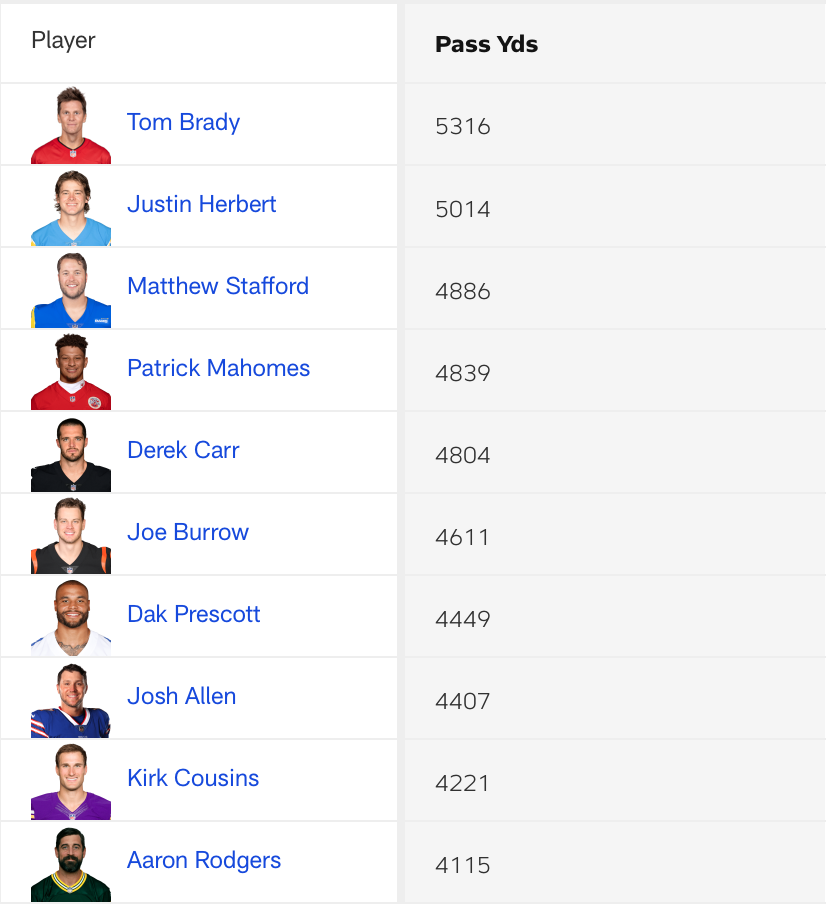 Player Pass Yds
Tom Brady 5316
Justin Herbert 5014
Matthew Stafford 4886
Patrick Mahomes 4839
Derek Carr 4804
Joe Burrow 4611
Dak Prescott 4449
Josh Allen 4407
Kirk Cousins 4221
Aaron Rodgers 4115